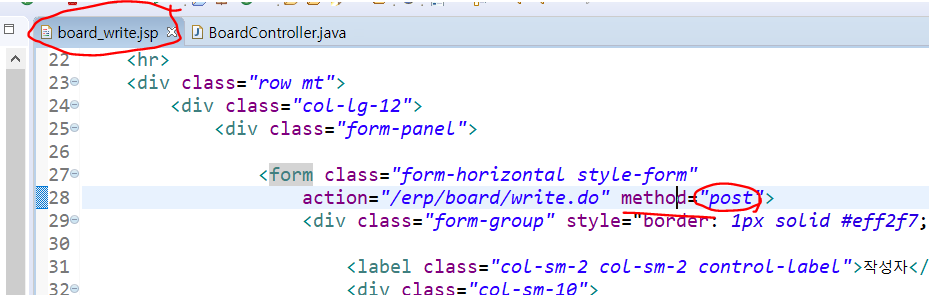 board_write.jsp BoardController.java
22 <hr>
23 <div class="row mt">
24 <div class="col-lg-12">
25 <div class="form-panel">
26
27 <form class="form-horizontal style-form"
28 action="/erp/board/write.do" method="post">
29 <div class="form-group" style="border: 1px solid #eff2f7;
30
31 <label class="col-sm-2 col-sm-2 control-label">작성자</
32 <div class="col-sm-10">